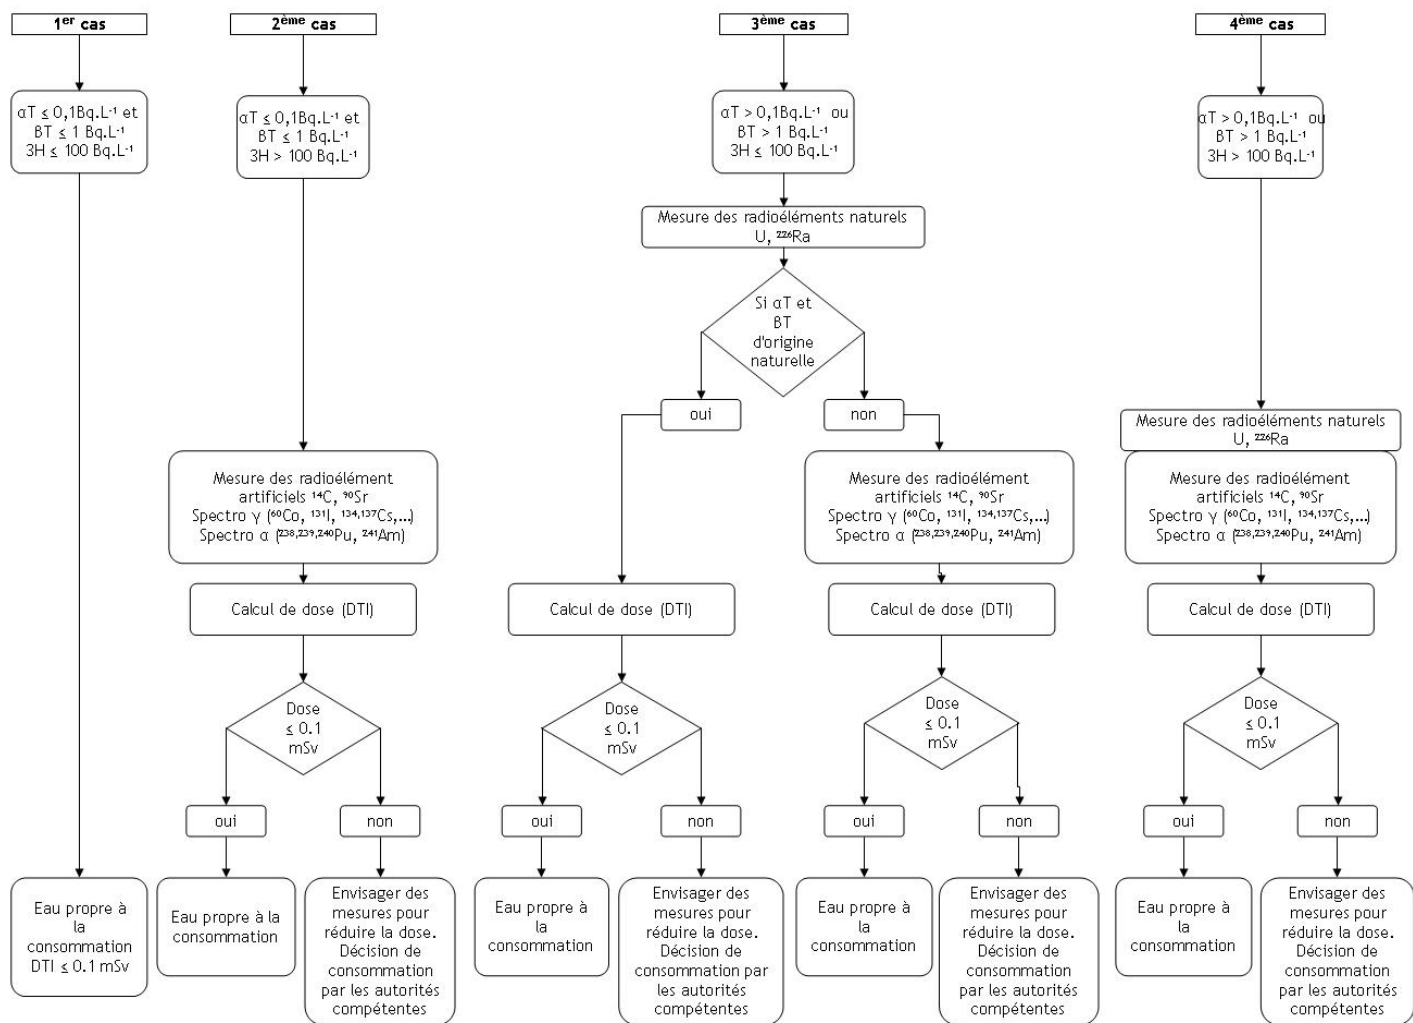 1er cas
αT ≤ 0,1Bq.L-¹ et
BT ≤ 1 Bq.L-¹
3H ≤ 100 Bq.L-¹
Eau propre à
la
consommation
DTI ≤ 0.1 mSv
2ème cas
αT ≤ 0,1Bq.L-¹ et
BT ≤ 1 Bq.L-¹
3H > 100 Bq.L-¹
Mesure des radioélément
artificiels ¹⁴C, ⁹⁰Sr
Spectro γ (⁶⁰Co, ¹³¹I, ¹³⁴,¹³⁷Cs,...)
Spectro α (²³⁸,²³⁹,²⁴⁰Pu, ²⁴¹Am)
Calcul de dose (DTI)
Dose
≤ 0.1
mSv
oui
non
Eau propre à la
consommation
Envisager des
mesures pour
réduire la dose.
Décision de
consommation
par les autorités
compétentes
3ème cas
αT > 0,1Bq.L-¹ ou
BT > 1 Bq.L-¹
3H ≤ 100 Bq.L-¹
Mesure des radioéléments naturels
U, ²²⁶Ra
Si αT et
BT
d'origine
naturelle
oui
non
Calcul de dose (DTI)
Dose
≤ 0.1
mSv
oui
non
Eau propre à
la
consommation
Envisager des
mesures pour
réduire la dose.
Décision de
consommation par
les autorités
compétentes
Mesure des radioélément
artificiels ¹⁴C, ⁹⁰Sr
Spectro γ (⁶⁰Co, ¹³¹I, ¹³⁴,¹³⁷Cs,...)
Spectro α (²³⁸,²³⁹,²⁴⁰Pu, ²⁴¹Am)
Calcul de dose (DTI)
Dose
≤ 0.1
mSv
oui
non
Eau propre à
la
consommation
Envisager des
mesures pour
réduire la dose.
Décision de
consommation
par les autorités
compétentes
4ème cas
αT > 0,1Bq.L-¹ ou
BT > 1 Bq.L-¹
3H > 100 Bq.L-¹
Mesure des radioéléments naturels
U, ²²⁶Ra
Mesure des radioélément
artificiels ¹⁴C, ⁹⁰Sr
Spectro γ (⁶⁰Co, ¹³¹I, ¹³⁴,¹³⁷Cs,...)
Spectro α (²³⁸,²³⁹,²⁴⁰Pu, ²⁴¹Am)
Calcul de dose (DTI)
Dose
≤ 0.1
mSv
oui
non
Eau propre à
la
consommation
Envisager des
mesures pour
réduire la dose.
Décision de
consommation
par les autorités
compétentes